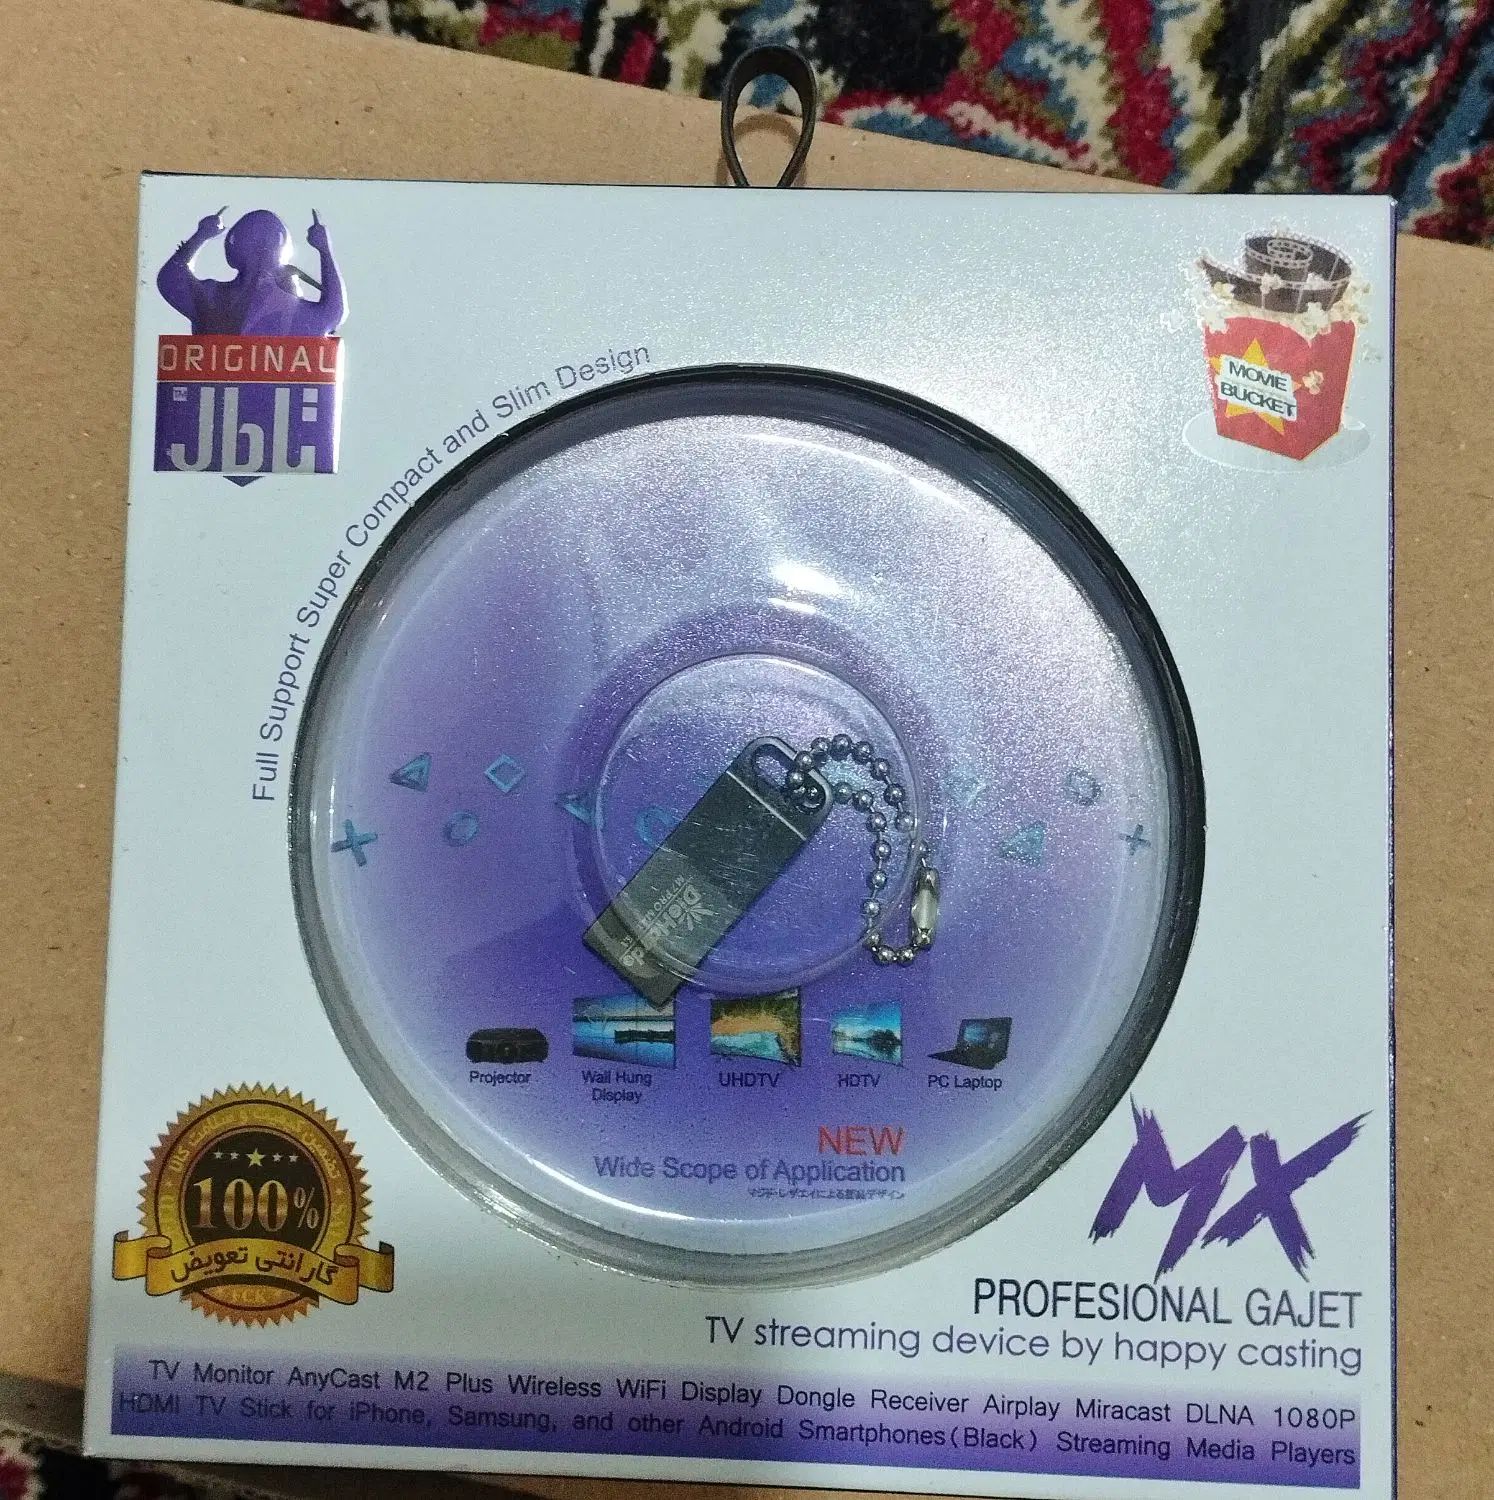 ORIGINAL
TM
Full Support Super Compact and Slim Design
MOVIE
BUCKET
Projector
Wall Hung
Display
UHDTV
HDTV
PC Laptop
NEW
Wide Scope of Application
100%
گارانتی تعویض
MX
PROFESIONAL GAJET
TV streaming device by happy casting
TV Monitor AnyCast M2 Plus Wireless WiFi Display Dongle Receiver Airplay Miracast DLNA 1080P
HDMI TV Stick for iPhone, Samsung, and other Android Smartphones(Black) Streaming Media Players